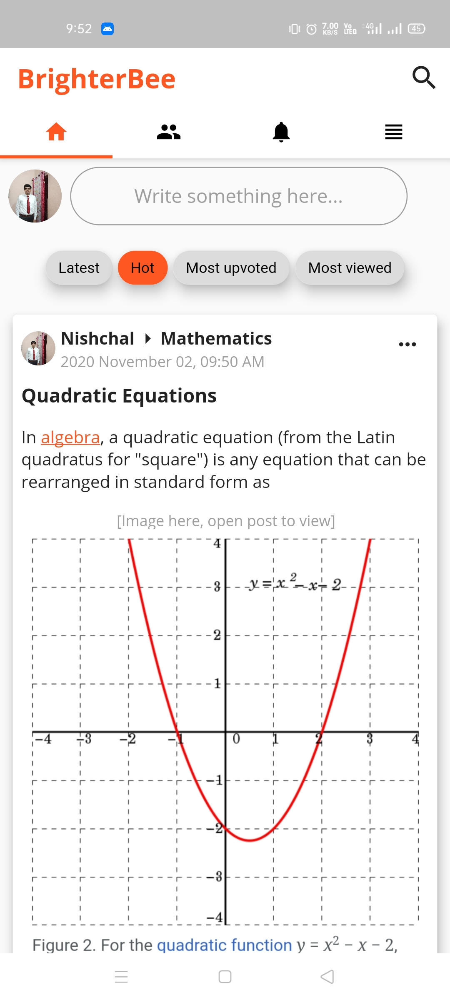 9:52 7.00 KB/S Vo LTE D 4G 45
BrighterBee
Write something here...
Latest Hot Most upvoted Most viewed
Nishchal Mathematics
2020 November 02, 09:50 AM
Quadratic Equations
In algebra, a quadratic equation (from the Latin
quadratus for "square") is any equation that can be
rearranged in standard form as
[Image here, open post to view]
4
3 y = x² − x − 2
2
1
−4 −3 −2 −1 0 1 2 3 4
−1
−2
−3
−4
Figure 2. For the quadratic function y = x² − x − 2,